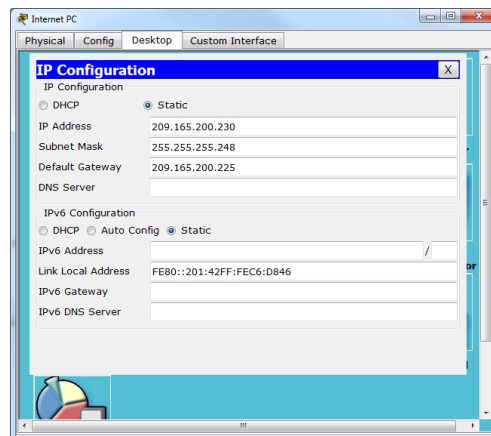 Internet PC
Physical Config Desktop Custom Interface
IP Configuration X
IP Configuration
DHCP Static
IP Address 209.165.200.230
Subnet Mask 255.255.255.248
Default Gateway 209.165.200.225
DNS Server
IPv6 Configuration
DHCP Auto Config Static
IPv6 Address /
Link Local Address FE80::201:42FF:FEC6:D846
IPv6 Gateway
IPv6 DNS Server
or